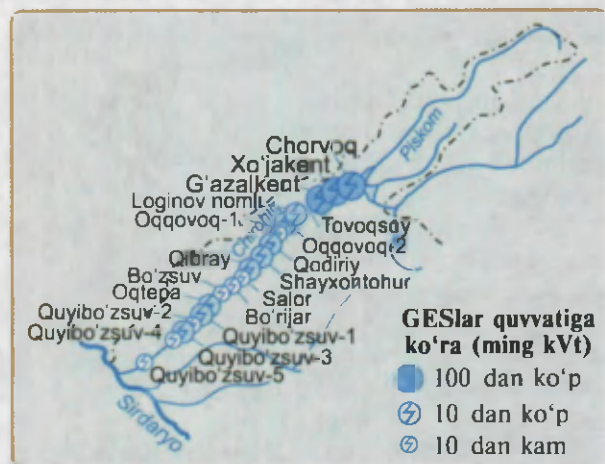 Chorvoq
Xo'jakent
G'azalkent
Loginov nomli
Oqqovoq-1
Qibray
Bo'zsuv
Oqtepa
Quyibo'zsuv-2
Quyibo'zsuv-4
Piskom
Chirchiq
Tovoqsoy
Oqqovoq-2
Qodiriy
Shayxontohur
Salor
Bo'rijar
Quyibo'zsuv-1
Quyibo'zsuv-3
Quyibo'zsuv-5
Sirdaryo
GESlar quvvatiga
ko'ra (ming kVt)
100 dan ko'p
10 dan ko'p
10 dan kam